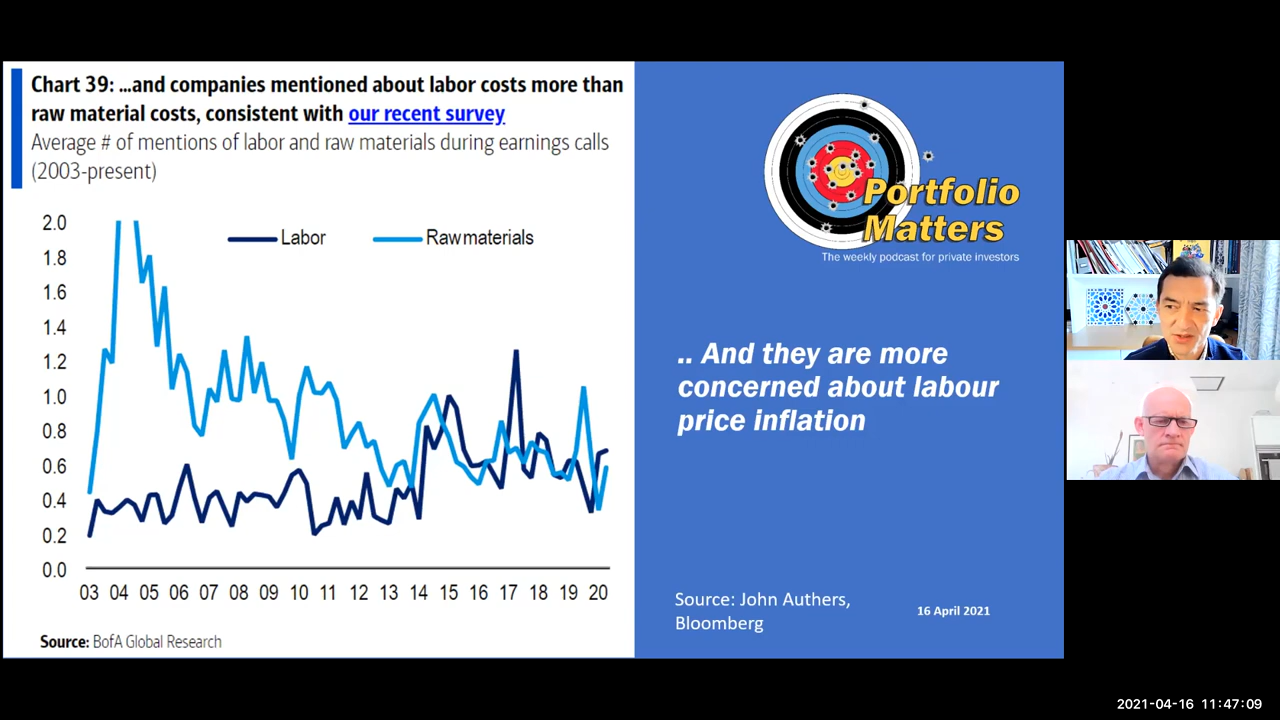 Chart 39: ...and companies mentioned about labor costs more than
raw material costs, consistent with our recent survey
Average # of mentions of labor and raw materials during earnings calls
(2003-present)
2.0
1.8
1.6
1.4
1.2
1.0
0.8
0.6
0.4
0.2
0.0
Labor
Raw materials
03 04 05 06 07 08 09 10 11 12 13 14 15 16 17 18 19 20
Source: BofA Global Research
Portfolio
Matters
The weekly podcast for private investors
.. And they are more
concerned about labour
price inflation
Source: John Authers,
Bloomberg
16 April 2021
2021-04-16 11:47:09